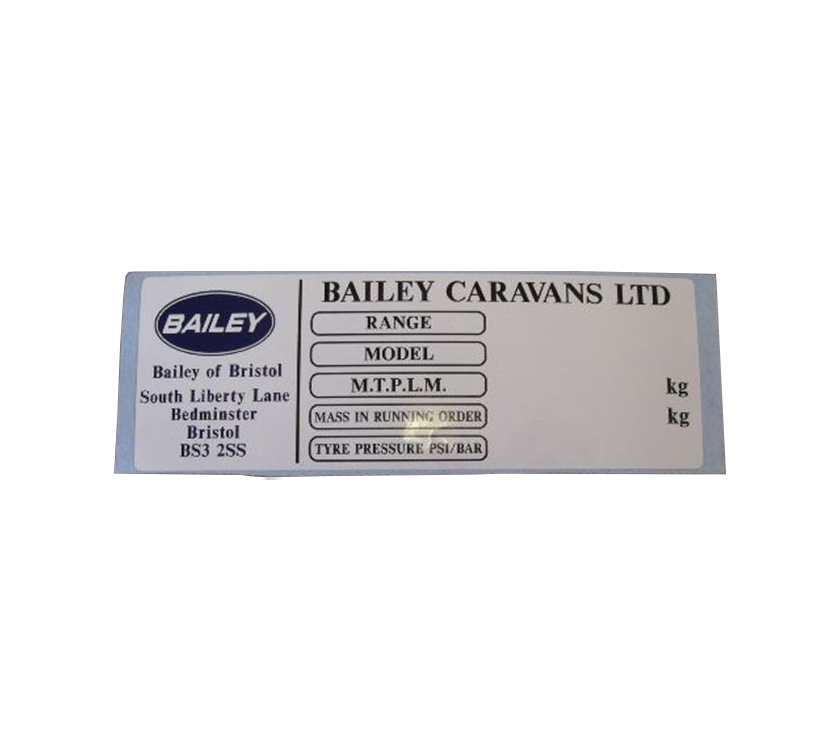 BAILEY
Bailey of Bristol
South Liberty Lane
Bedminster
Bristol
BS3 2SS
BAILEY CARAVANS LTD
RANGE
MODEL
M.T.P.L.M. kg
MASS IN RUNNING ORDER kg
TYRE PRESSURE PSI/BAR